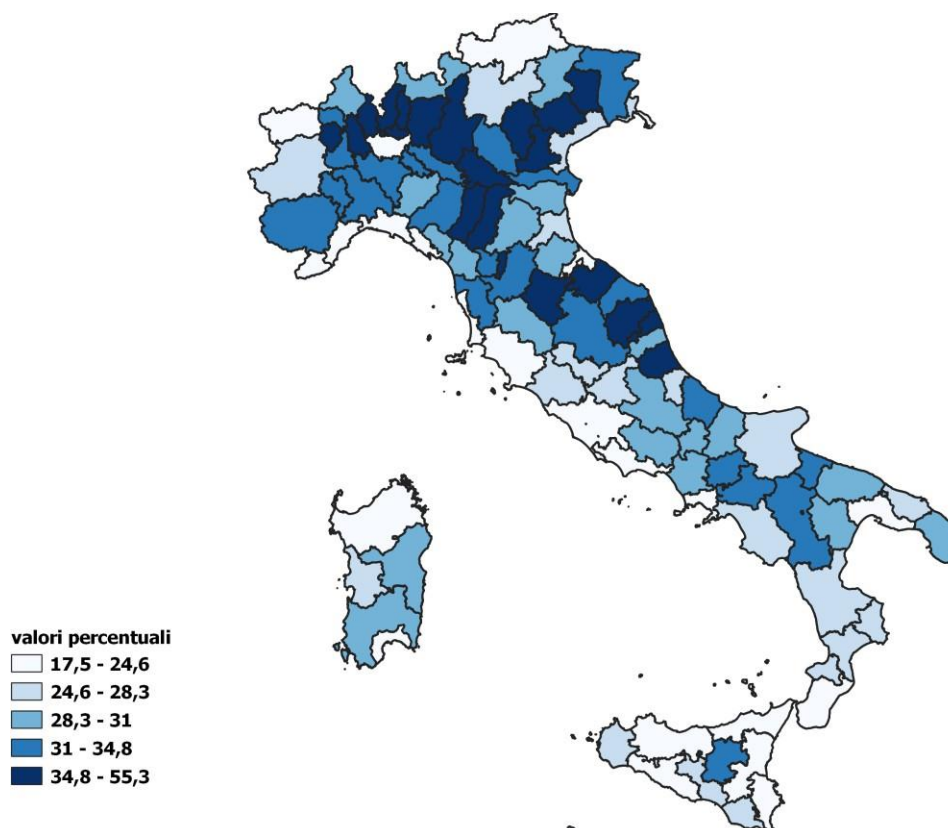 valori percentuali
17,5 - 24,6
24,6 - 28,3
28,3 - 31
31 - 34,8
34,8 - 55,3